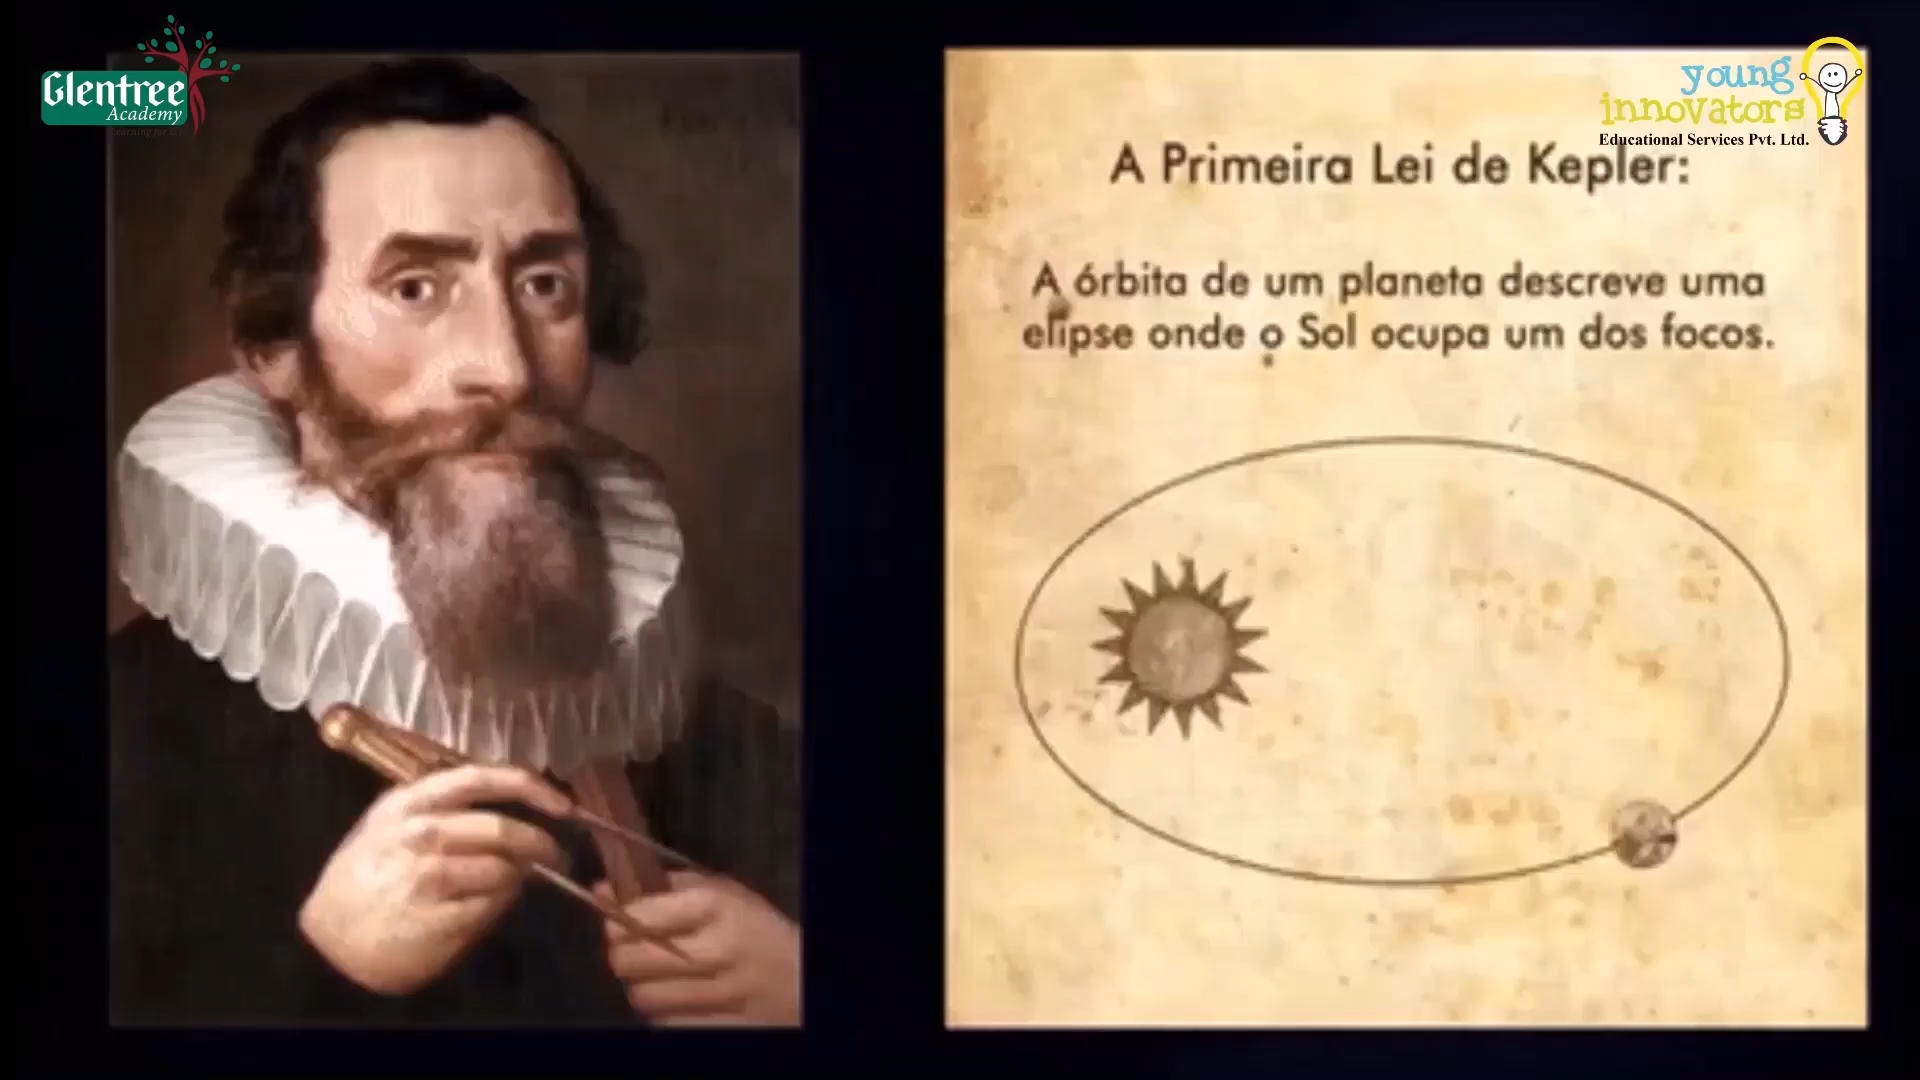 Glentree
Academy
young
innovators
Educational Services Pvt. Ltd.
A Primeira Lei de Kepler:
A órbita de um planeta descreve uma
elipse onde o Sol ocupa um dos focos.